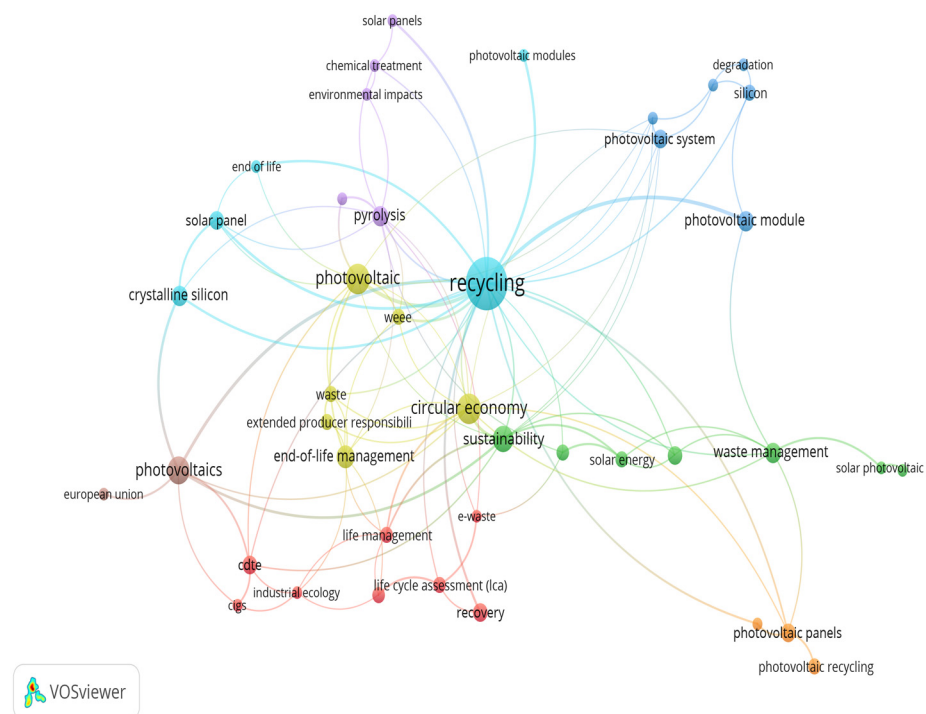 solar panels
photovoltaic modules
chemical treatment
degradation
environmental impacts
silicon
photovoltaic system
end of life
solar panel
pyrolysis
photovoltaic module
photovoltaic
recycling
crystalline silicon
weee
waste
circular economy
extended producer responsibili
sustainability
end-of-life management
solar energy
waste management
photovoltaics
solar photovoltaic
european union
e-waste
life management
cdte
life cycle assessment (lca)
industrial ecology
cigs
recovery
photovoltaic panels
photovoltaic recycling
VOSviewer